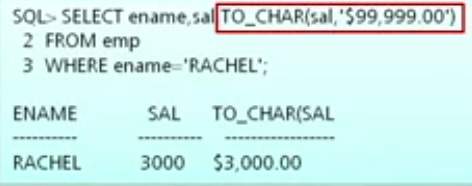 SQL> SELECT ename,sal TO_CHAR(sal,'$99,999.00')
2 FROM emp
3 WHERE ename='RACHEL';
ENAME SAL TO_CHAR(SAL
---------- ---------- -----------------
RACHEL 3000 $3,000.00